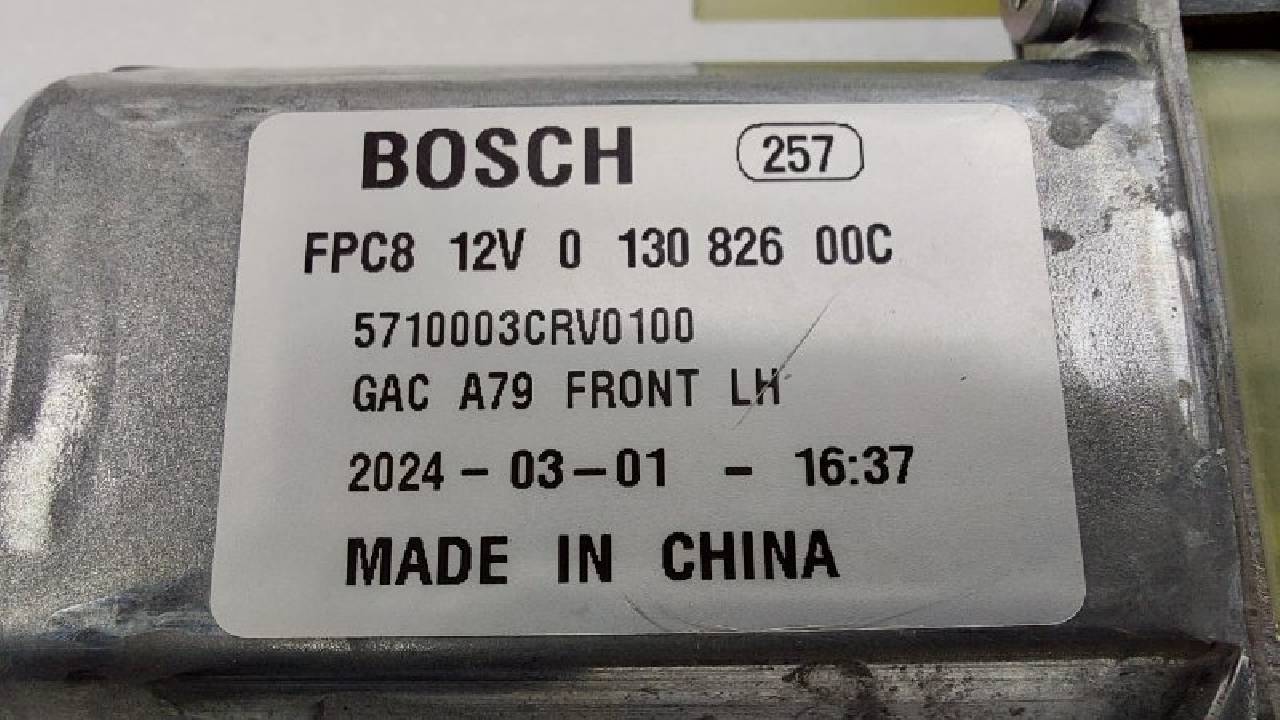 BOSCH 257
FPC8 12V 0 130 826 00C
5710003CRV0100
GAC A79 FRONT LH
2024-03-01 - 16:37
MADE IN CHINA